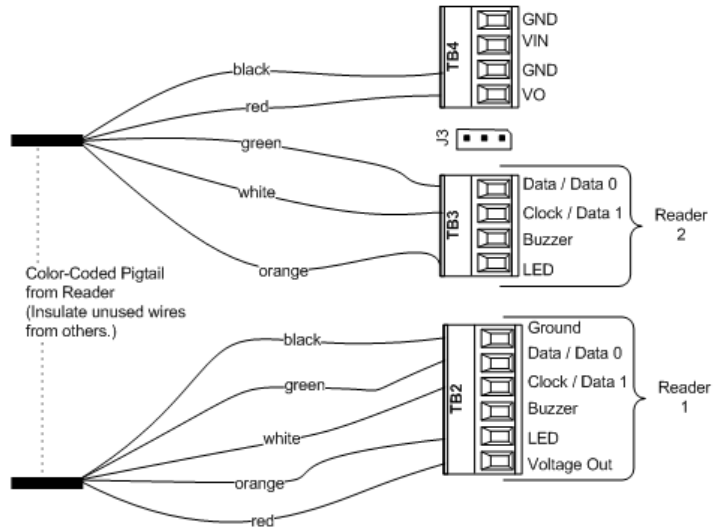 TB4
GND
VIN
GND
VO
black
red
green
white
orange
J3
TB3
Data / Data 0
Clock / Data 1
Buzzer
LED
Reader
2
Color-Coded Pigtail
from Reader
(Insulate unused wires
from others.)
black
green
white
orange
red
TB2
Ground
Data / Data 0
Clock / Data 1
Buzzer
LED
Voltage Out
Reader
1